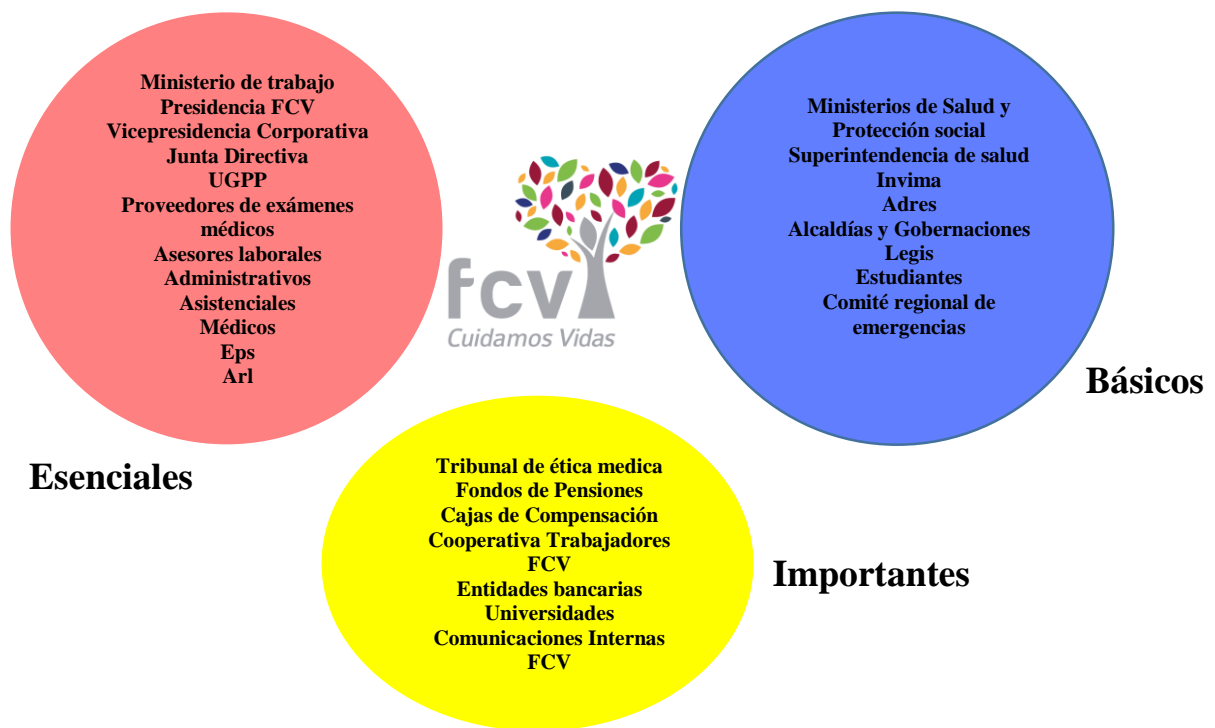 Ministerio de trabajo
Presidencia FCV
Vicepresidencia Corporativa
Junta Directiva
UGPP
Proveedores de exámenes
médicos
Asesores laborales
Administrativos
Asistenciales
Médicos
Eps
Arl
Esenciales
fcv
Cuidamos Vidas
Ministerios de Salud y
Protección social
Superintendencia de salud
Invima
Adres
Alcaldías y Gobernaciones
Legis
Estudiantes
Comité regional de
emergencias
Básicos
Tribunal de ética medica
Fondos de Pensiones
Cajas de Compensación
Cooperativa Trabajadores
FCV
Entidades bancarias
Universidades
Comunicaciones Internas
FCV
Importantes